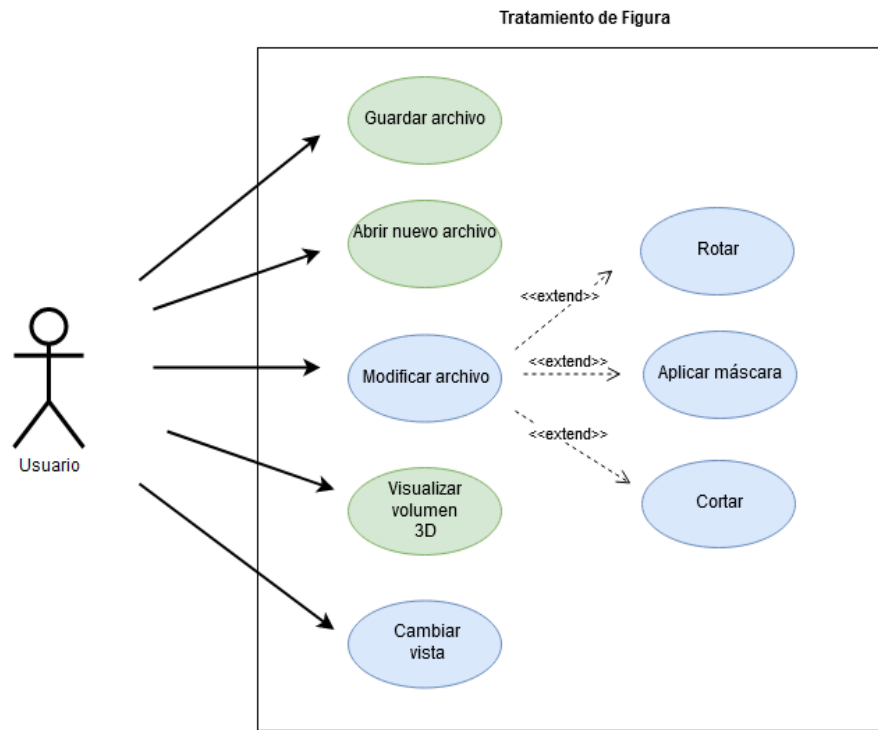 Tratamiento de Figura
Guardar archivo
Abrir nuevo archivo
Rotar
<<extend>>
Modificar archivo
<<extend>>
Aplicar máscara
<<extend>>
Usuario
Visualizar
volumen
3D
Cortar
Cambiar
vista